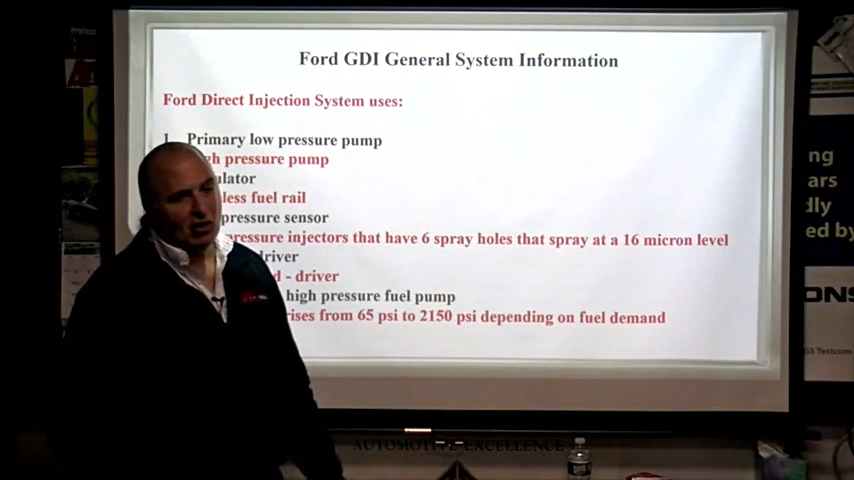 Ford GDI General System Information
Ford Direct Injection System uses:
1. Primary low pressure pump
gh pressure pump
ulator
less fuel rail
pressure sensor
pressure injectors that have 6 spray holes that spray at a 16 micron level
driver
d - driver
high pressure fuel pump
rises from 65 psi to 2150 psi depending on fuel demand
AUTOMOTIVE EXCELLENCE
ng
ars
dly
ed by
ONS
GS Textcom